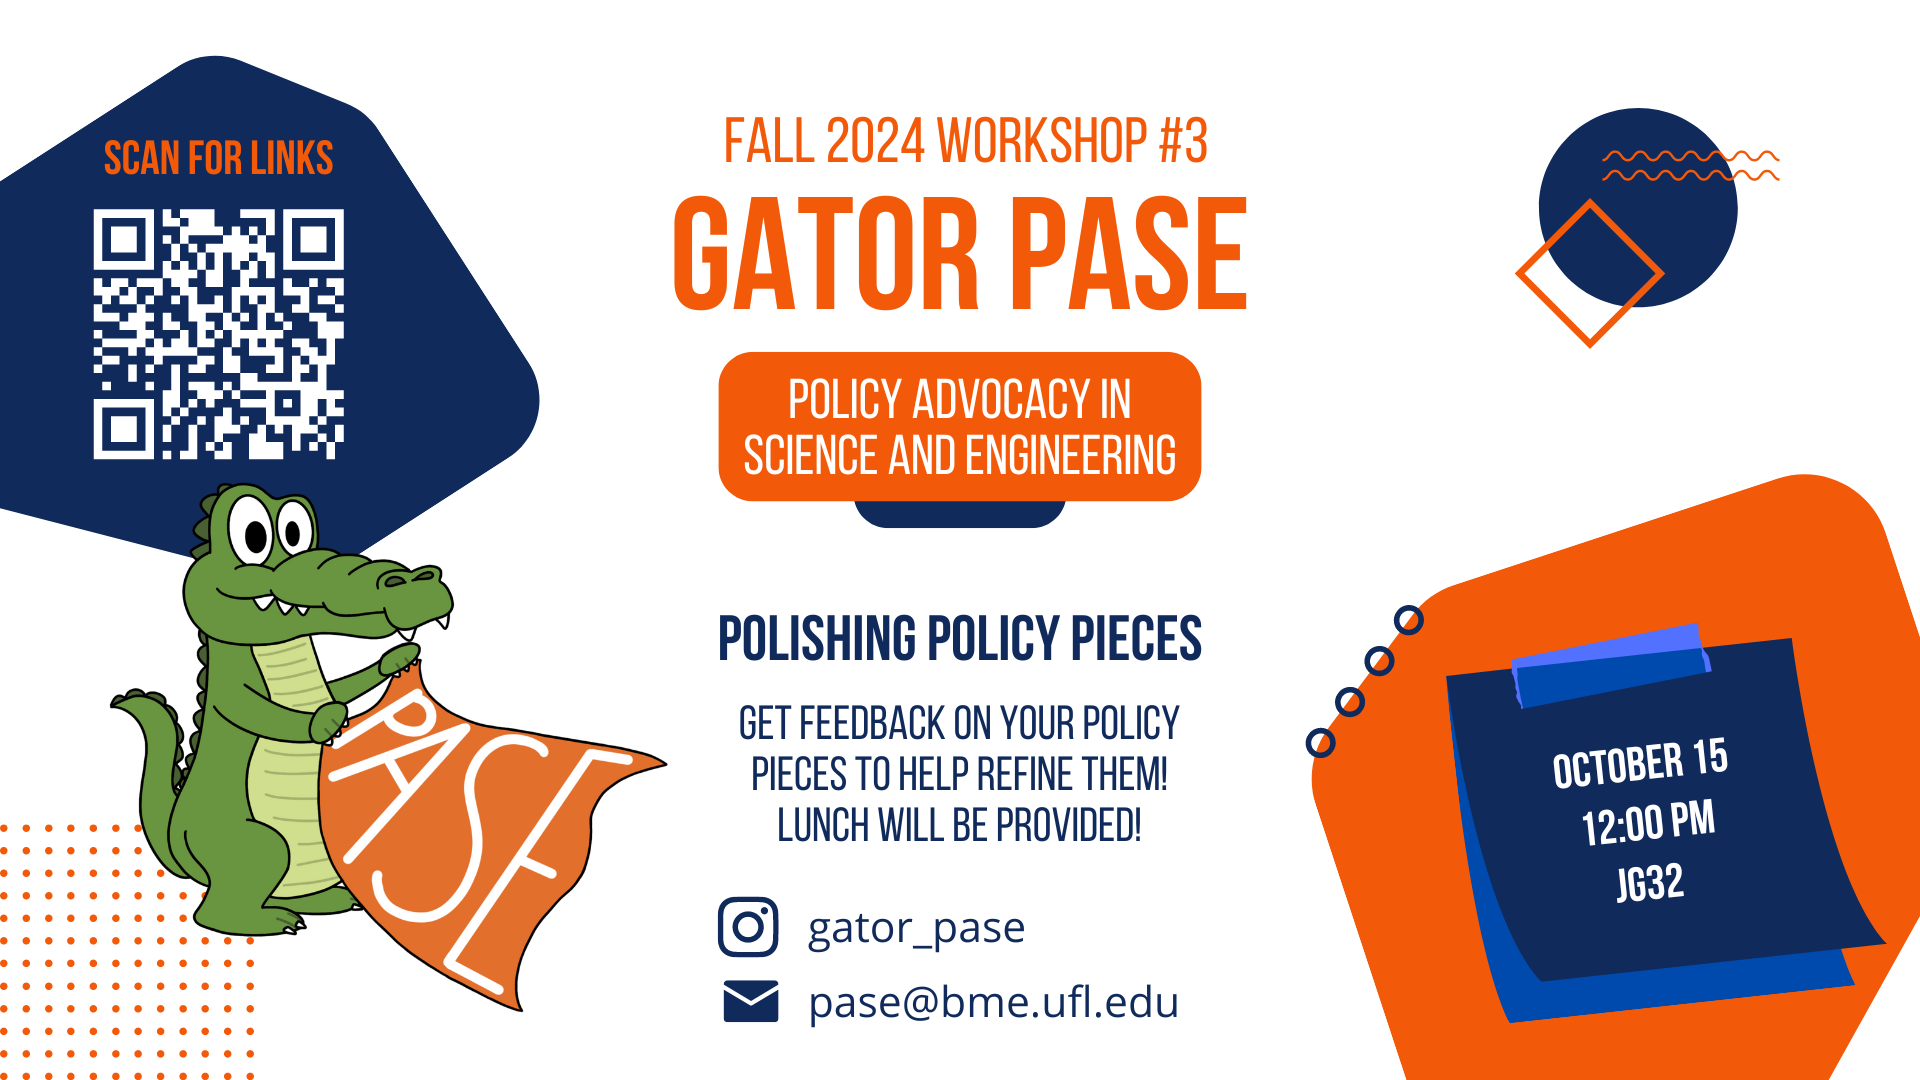 SCAN FOR LINKS
FALL 2024 WORKSHOP #3
GATOR PASE
POLICY ADVOCACY IN
SCIENCE AND ENGINEERING
POLISHING POLICY PIECES
GET FEEDBACK ON YOUR POLICY
PIECES TO HELP REFINE THEM!
LUNCH WILL BE PROVIDED!
gator_pase
pase@bme.ufl.edu
PASE
OCTOBER 15
12:00 PM
JG32